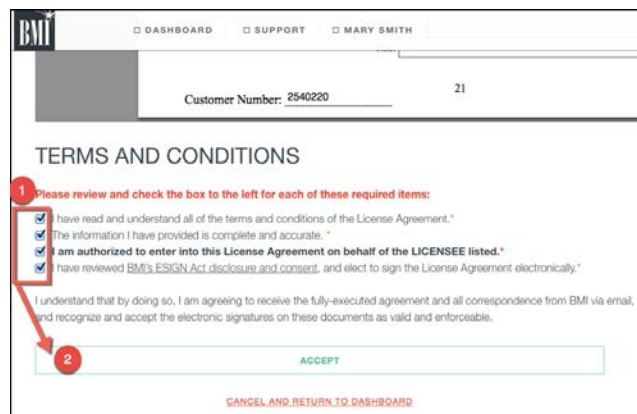 BMI
DASHBOARD SUPPORT MARY SMITH
Customer Number: 2540220
21
TERMS AND CONDITIONS
1
Please review and check the box to the left for each of these required items:
I have read and understand all of the terms and conditions of the License Agreement.*
The information I have provided is complete and accurate. *
I am authorized to enter into this License Agreement on behalf of the LICENSEE listed.*
I have reviewed BMI's ESIGN Act disclosure and consent, and elect to sign the License Agreement electronically.*
I understand that by doing so, I am agreeing to receive the fully-executed agreement and all correspondence from BMI via email,
and recognize and accept the electronic signatures on these documents as valid and enforceable.
2
ACCEPT
CANCEL AND RETURN TO DASHBOARD